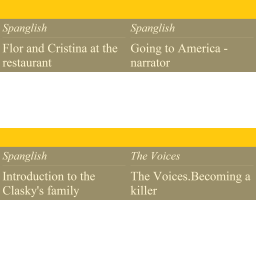 Spanglish
Flor and Cristina at the
restaurant
Spanglish
Going to America -
narrator
Spanglish
Introduction to the
Clasky's family
The Voices
The Voices.Becoming a
killer